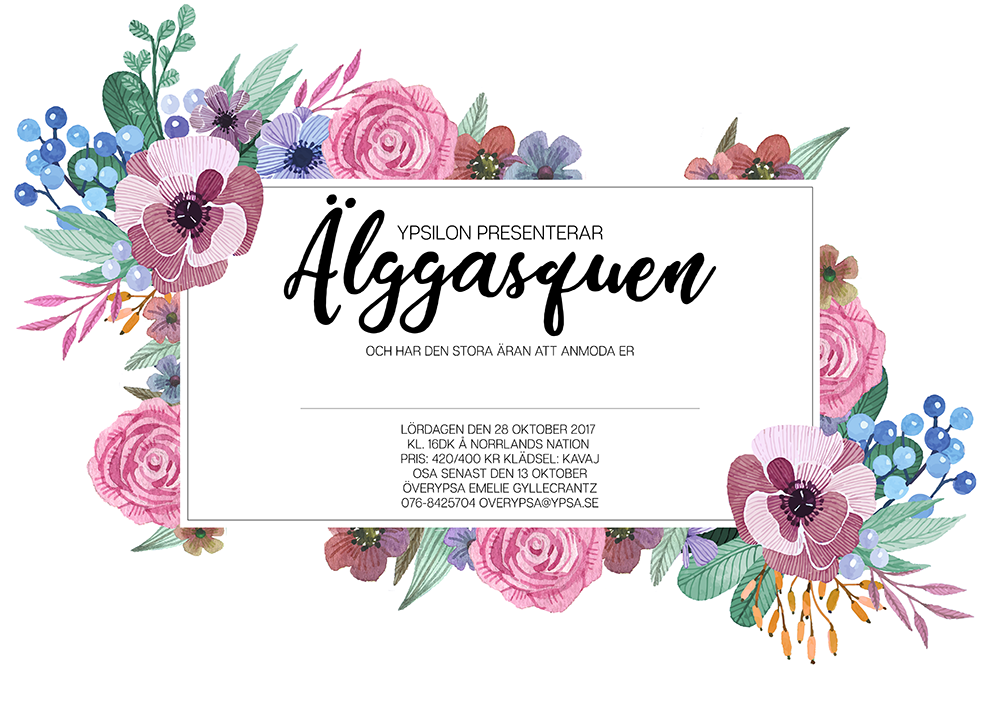 YPSILON PRESENTERAR
Älggasquen
OCH HAR DEN STORA ÄRAN ATT ANMODA ER
LÖRDAGEN DEN 28 OKTOBER 2017
KL. 16DK Å NORRLANDS NATION
PRIS: 420/400 KR KLÄDSEL: KAVAJ
OSA SENAST DEN 13 OKTOBER
ÖVERYPSA EMELIE GYLLECRANTZ
076-8425704 OVERYPSA@YPSA.SE